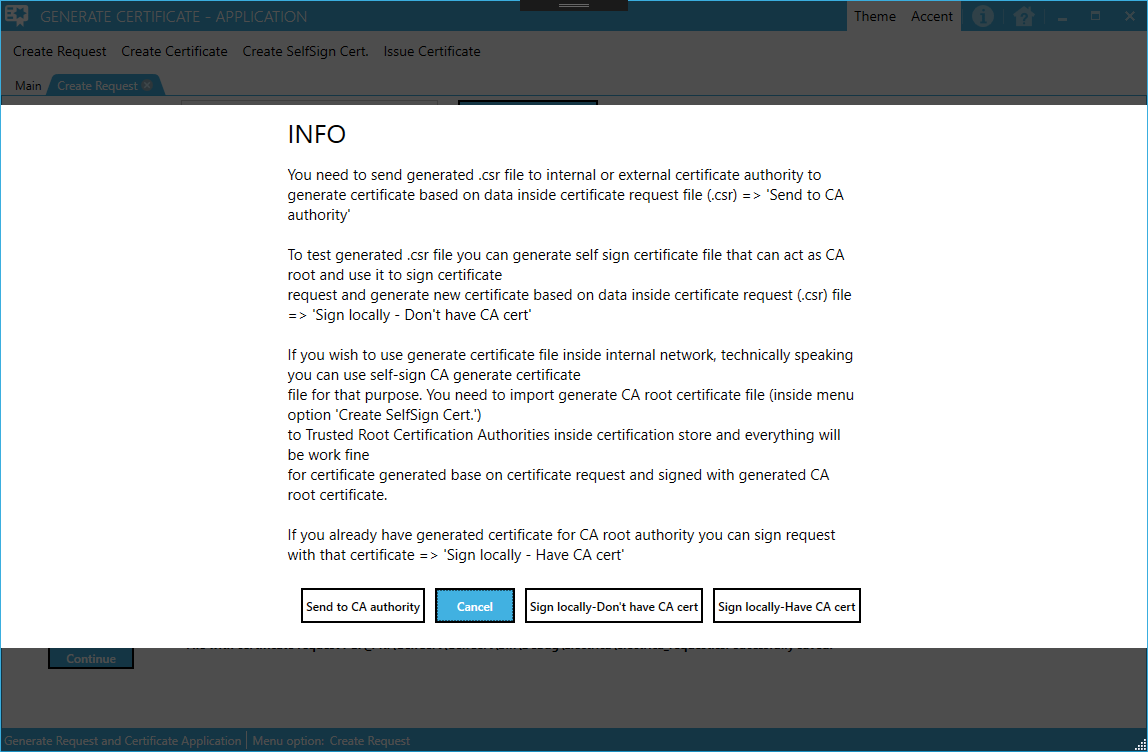 GENERATE CERTIFICATE - APPLICATION
Theme Accent
Create Request Create Certificate Create SelfSign Cert. Issue Certificate
Main Create Request
INFO
You need to send generated .csr file to internal or external certificate authority to
generate certificate based on data inside certificate request file (.csr) => 'Send to CA
authority'
To test generated .csr file you can generate self sign certificate file that can act as CA
root and use it to sign certificate
request and generate new certificate based on data inside certificate request (.csr) file
=> 'Sign locally - Don't have CA cert'
If you wish to use generate certificate file inside internal network, technically speaking
you can use self-sign CA generate certificate
file for that purpose. You need to import generate CA root certificate file (inside menu
option 'Create SelfSign Cert.')
to Trusted Root Certification Authorities inside certification store and everything will
be work fine
for certificate generated base on certificate request and signed with generated CA
root certificate.
If you already have generated certificate for CA root authority you can sign request
with that certificate => 'Sign locally - Have CA cert'
Send to CA authority Cancel Sign locally-Don't have CA cert Sign locally-Have CA cert
Continue
Generate Request and Certificate Application Menu option: Create Request